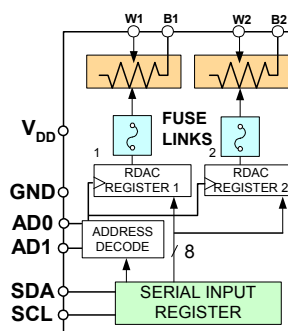 W1 B1 W2 B2
FUSE
LINKS
V_DD
1
2
RDAC
REGISTER 1
RDAC
REGISTER 2
GND
AD0
AD1
ADDRESS
DECODE
8
SDA
SCL
SERIAL INPUT
REGISTER